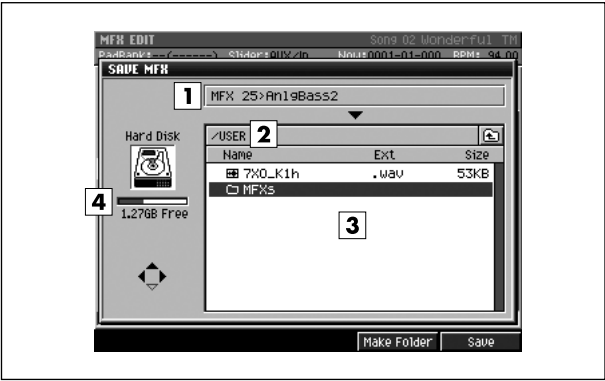 MFX EDIT Song 02 Wonderful TM
PadBank:--(------) Slider:AUX/In Now:0001-01-000 BPM: 94.00
SAVE MFX
1 MFX 25>AnlgBass2
Hard Disk
/USER 2
Name Ext Size
7X0_K1h .wav 53KB
MFXs
4
1.27GB Free
3
Make Folder Save